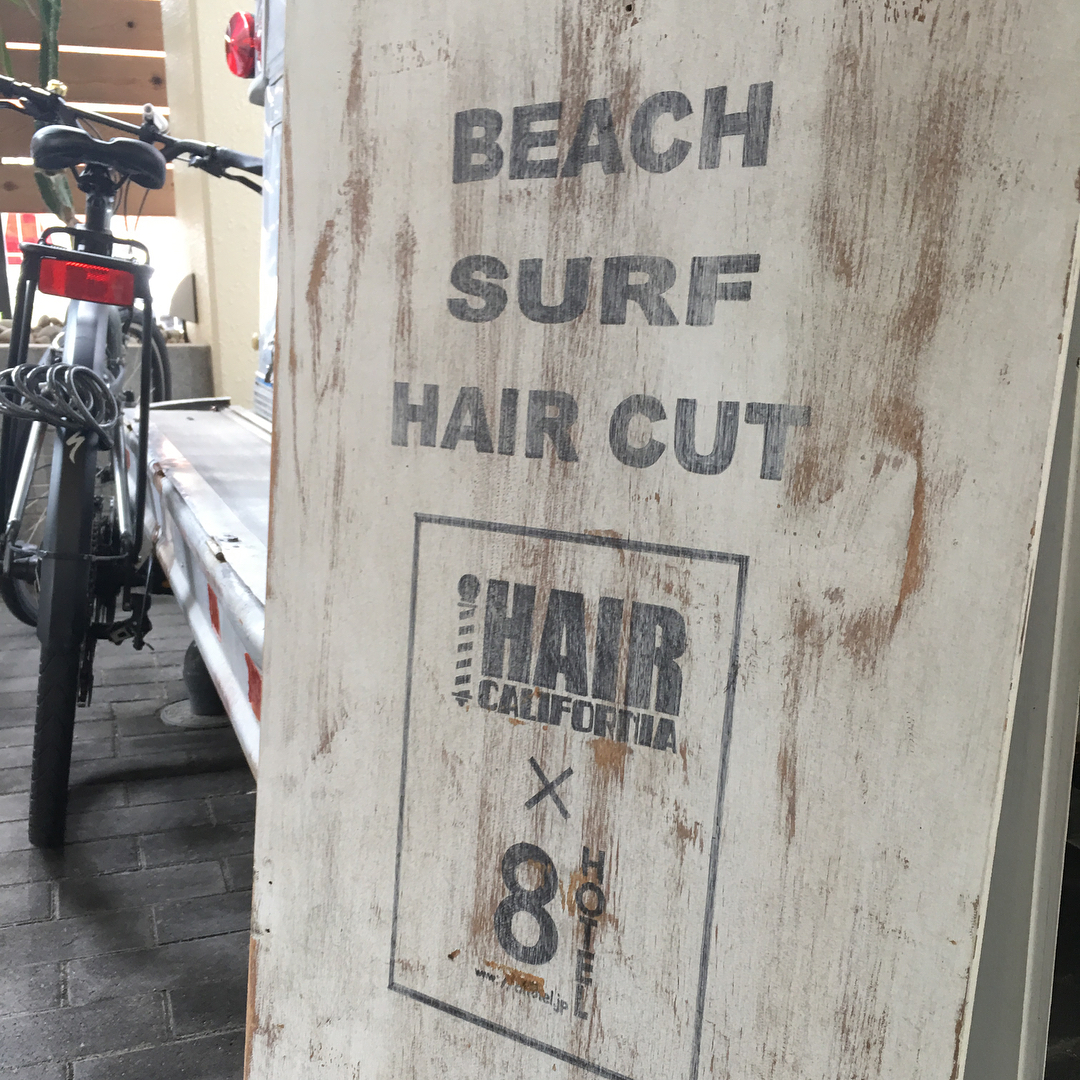 BEACH
SURF
HAIR CUT
HAIR
CALIFORNIA
X
8
HOTEL